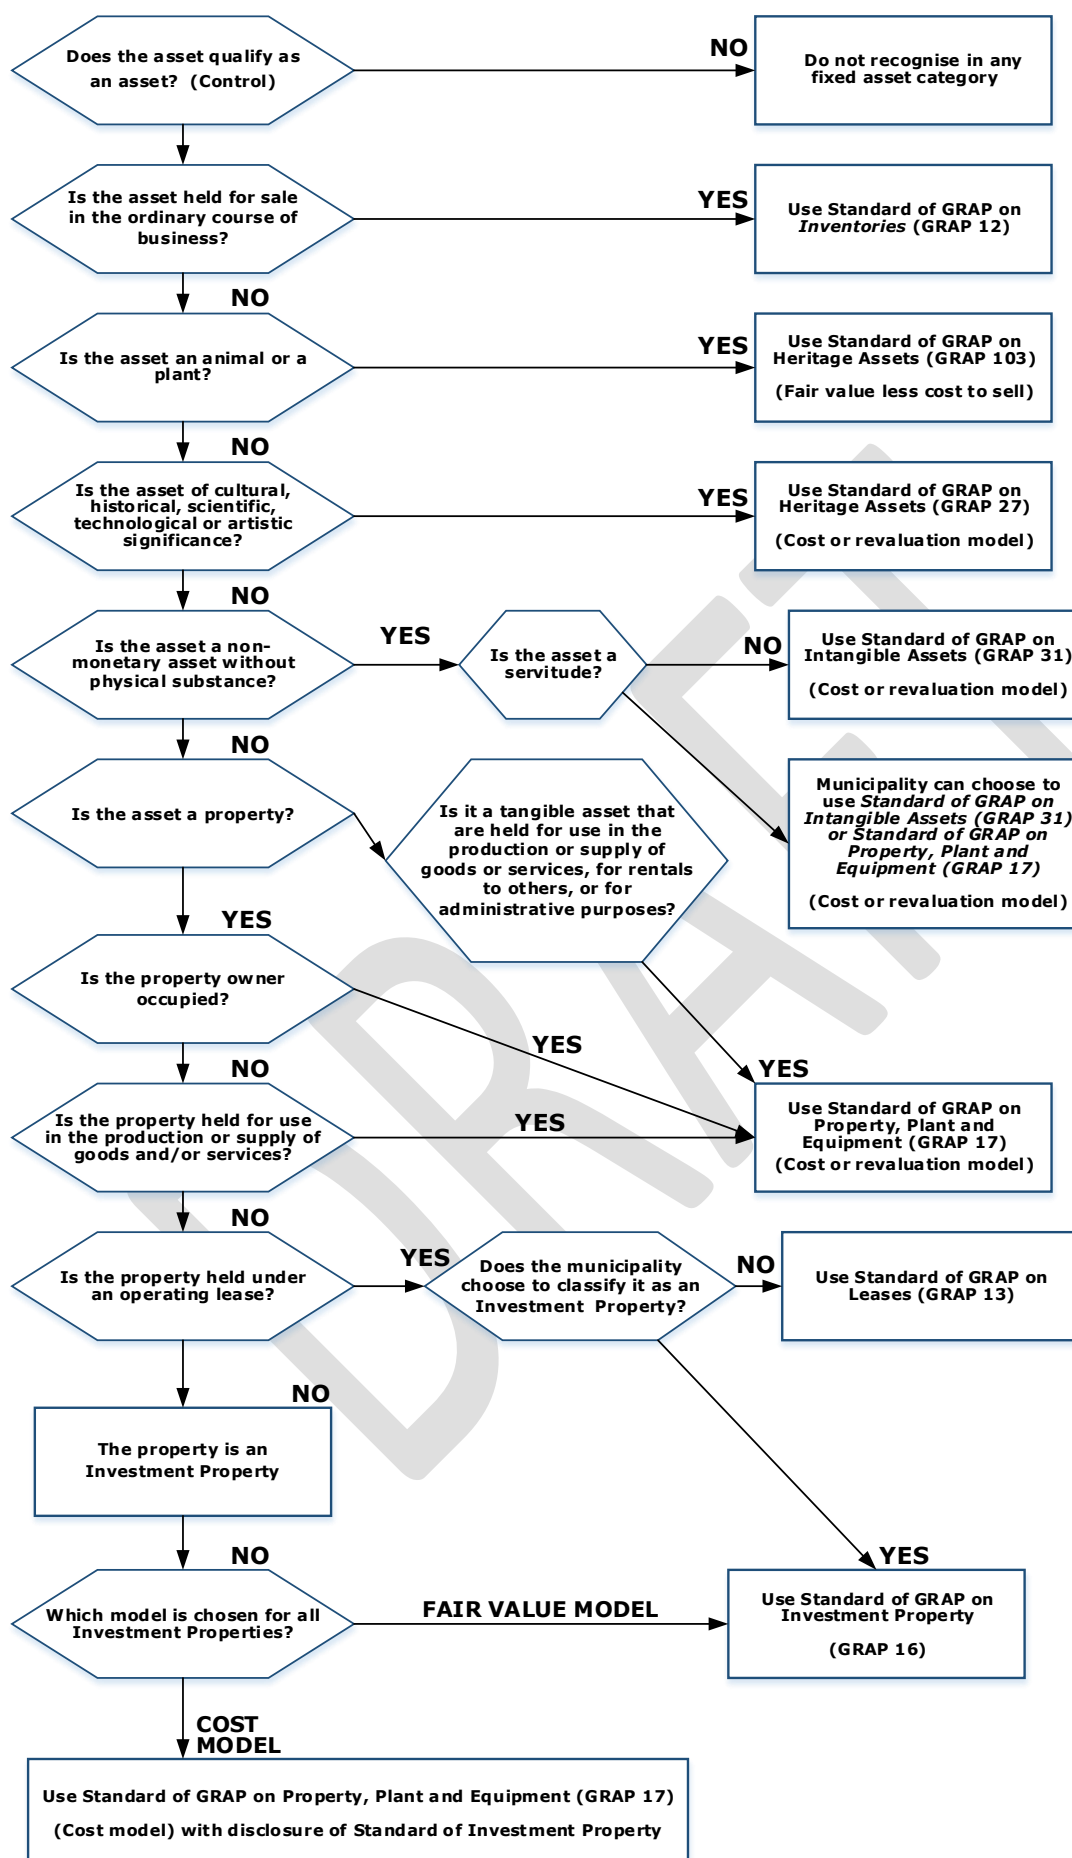 Does the asset qualify as
an asset? (Control)
NO
Do not recognise in any
fixed asset category
Is the asset held for sale
in the ordinary course of
business?
YES
Use Standard of GRAP on
Inventories (GRAP 12)
NO
Is the asset an animal or a
plant?
YES
Use Standard of GRAP on
Heritage Assets (GRAP 103)
(Fair value less cost to sell)
NO
Is the asset of cultural,
historical, scientific,
technological or artistic
significance?
YES
Use Standard of GRAP on
Heritage Assets (GRAP 27)
(Cost or revaluation model)
NO
Is the asset a non-
monetary asset without
physical substance?
YES
Is the asset a
servitude?
NO
Use Standard of GRAP on
Intangible Assets (GRAP 31)
(Cost or revaluation model)
NO
Is the asset a property?
Is it a tangible asset that
are held for use in the
production or supply of
goods or services, for rentals
to others, or for
administrative purposes?
Municipality can choose to
use Standard of GRAP on
Intangible Assets (GRAP 31)
or Standard of GRAP on
Property, Plant and
Equipment (GRAP 17)
(Cost or revaluation model)
YES
Is the property owner
occupied?
YES
YES
NO
Is the property held for use
in the production or supply of
goods and/or services?
YES
Use Standard of GRAP on
Property, Plant and
Equipment (GRAP 17)
(Cost or revaluation model)
NO
Is the property held under
an operating lease?
YES
Does the municipality
choose to classify it as an
Investment Property?
NO
Use Standard of GRAP on
Leases (GRAP 13)
NO
The property is an
Investment Property
NO
YES
Which model is chosen for all
Investment Properties?
FAIR VALUE MODEL
Use Standard of GRAP on
Investment Property
(GRAP 16)
COST
MODEL
Use Standard of GRAP on Property, Plant and Equipment (GRAP 17)
(Cost model) with disclosure of Standard of Investment Property
DRAFT